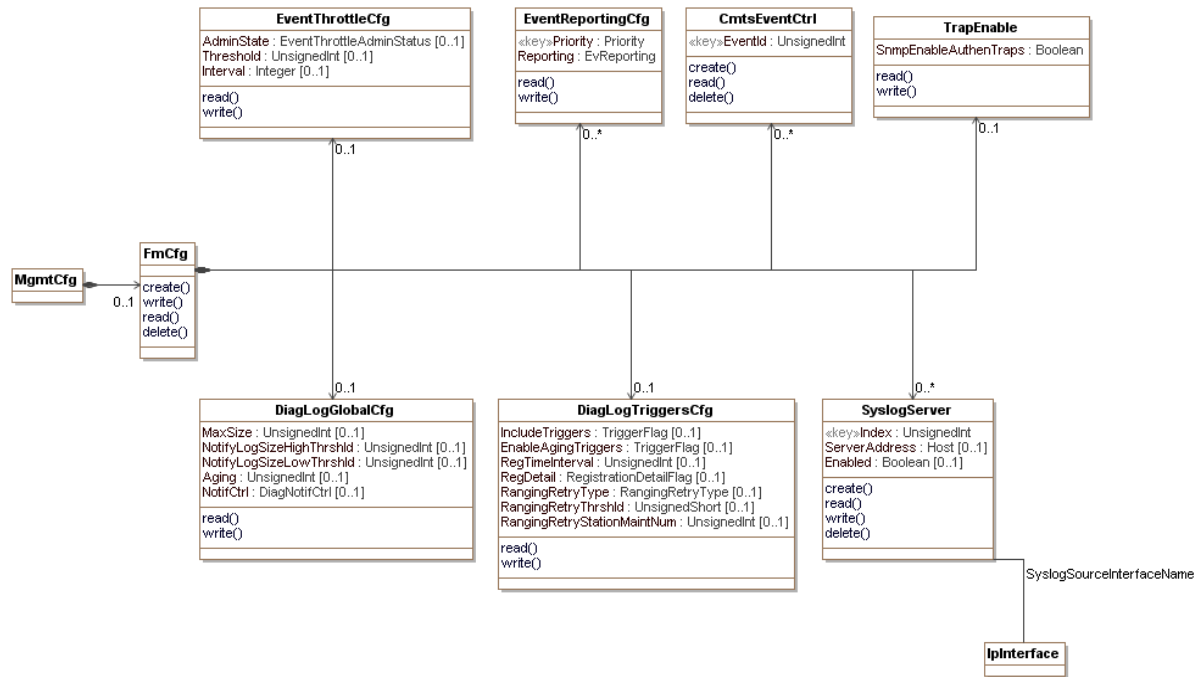 EventThrottleCfg
AdminState : EventThrottleAdminStatus [0..1]
Threshold : UnsignedInt [0..1]
Interval : Integer [0..1]
read()
write()
0..1
EventReportingCfg
«key»Priority : Priority
Reporting : EvReporting
read()
write()
0..*
CmtsEventCtrl
«key»EventId : UnsignedInt
create()
read()
delete()
0..*
TrapEnable
SnmpEnableAuthenTraps : Boolean
read()
write()
0..1
MgmtCfg
0..1
FmCfg
create()
write()
read()
delete()
0..1
DiagLogGlobalCfg
MaxSize : UnsignedInt [0..1]
NotifyLogSizeHighThrshld : UnsignedInt [0..1]
NotifyLogSizeLowThrshld : UnsignedInt [0..1]
Aging : UnsignedInt [0..1]
NotifCtrl : DiagNotifCtrl [0..1]
read()
write()
0..1
DiagLogTriggersCfg
IncludeTriggers : TriggerFlag [0..1]
EnableAgingTriggers : TriggerFlag [0..1]
RegTimeInterval : UnsignedInt [0..1]
RegDetail : RegistrationDetailFlag [0..1]
RangingRetryType : RangingRetryType [0..1]
RangingRetryThrshld : UnsignedShort [0..1]
RangingRetryStationMaintNum : UnsignedInt [0..1]
read()
write()
0..*
SyslogServer
«key»Index : UnsignedInt
ServerAddress : Host [0..1]
Enabled : Boolean [0..1]
create()
read()
write()
delete()
SyslogSourceInterfaceName
IpInterface